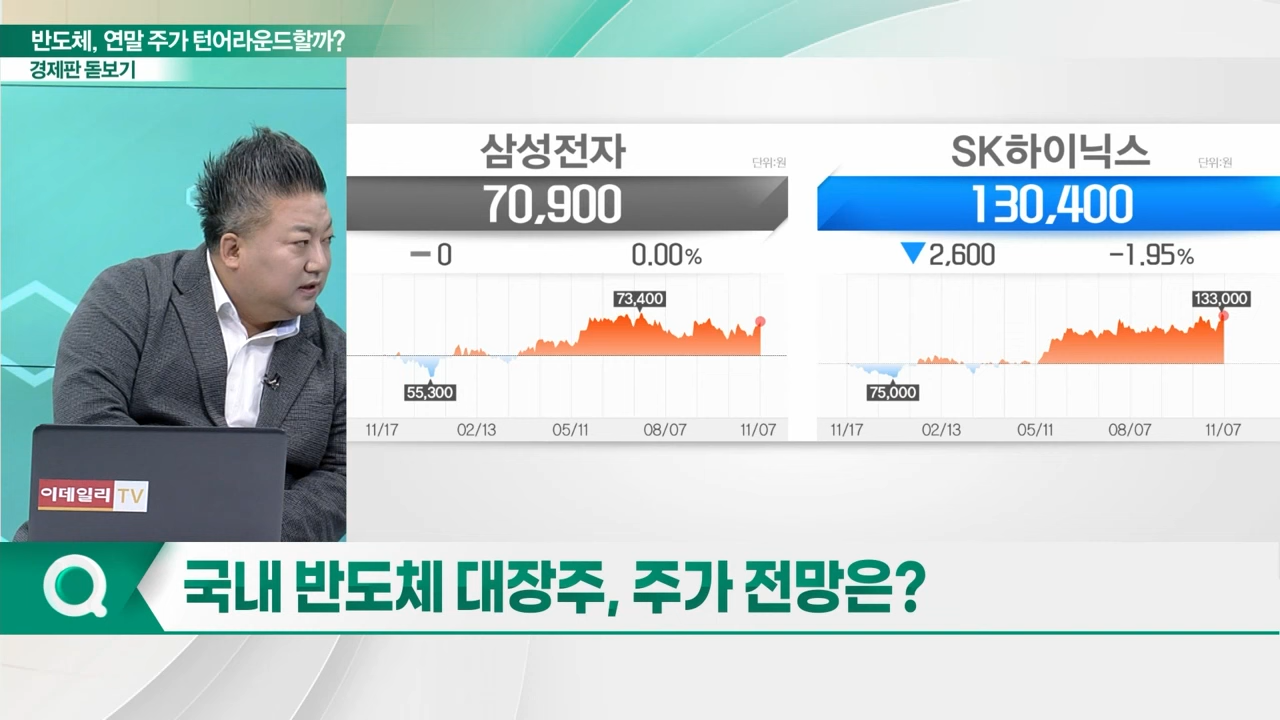 반도체, 연말 주가 턴어라운드할까?
경제판 돋보기
삼성전자
단위:원
70,900
0
0.00%
73,400
55,300
11/17 02/13 05/11 08/07 11/07
SK하이닉스
단위:원
130,400
▼2,600
-1.95%
133,000
75,000
11/17 02/13 05/11 08/07 11/07
이데일리 TV
국내 반도체 대장주, 주가 전망은?